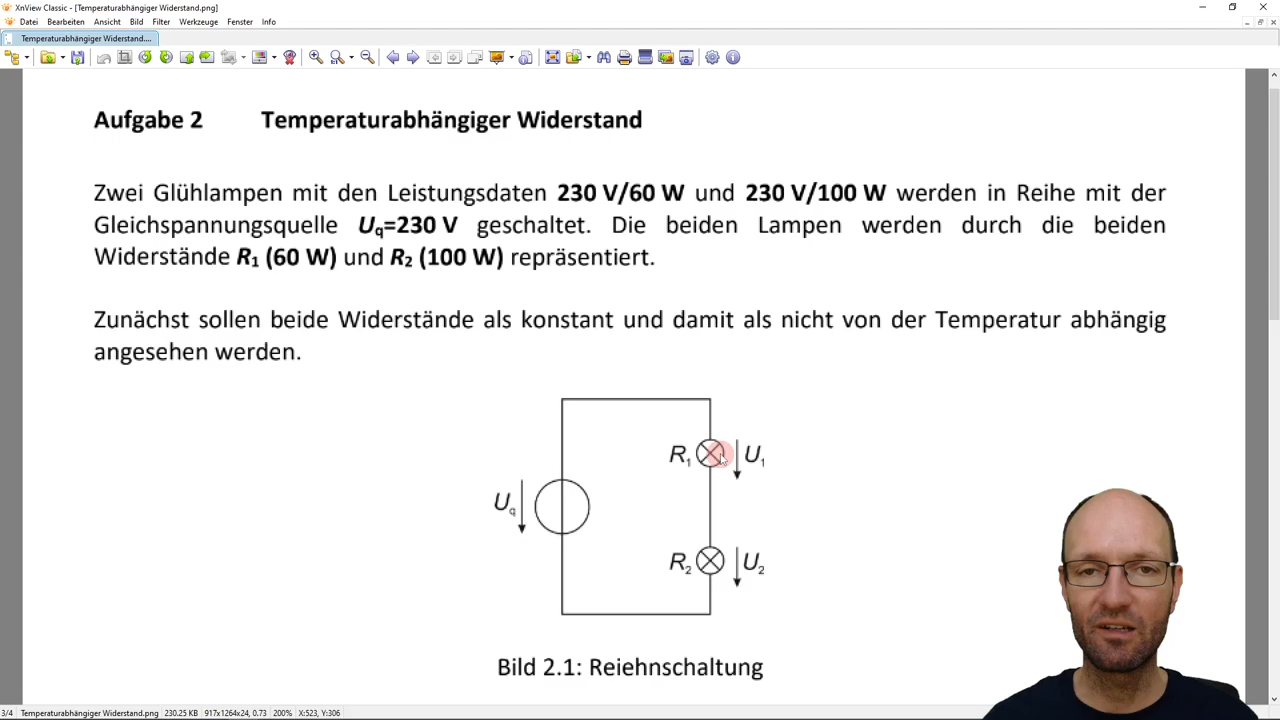 XnView Classic - [Temperaturabhängiger Widerstand.png]
Datei Bearbeiten Ansicht Bild Filter Werkzeuge Fenster Info
Temperaturabhängiger Widerstand....
Aufgabe 2 Temperaturabhängiger Widerstand
Zwei Glühlampen mit den Leistungsdaten 230 V/60 W und 230 V/100 W werden in Reihe mit der
Gleichspannungsquelle Uq=230 V geschaltet. Die beiden Lampen werden durch die beiden
Widerstände R1 (60 W) und R2 (100 W) repräsentiert.
Zunächst sollen beide Widerstände als konstant und damit als nicht von der Temperatur abhängig
angesehen werden.
R1 U1
Uq
R2 U2
Bild 2.1: Reiehnschaltung
3/4 Temperaturabhängiger Widerstand.png 230.25 KB 917x1264x24, 0.73 200% X:523, Y:306